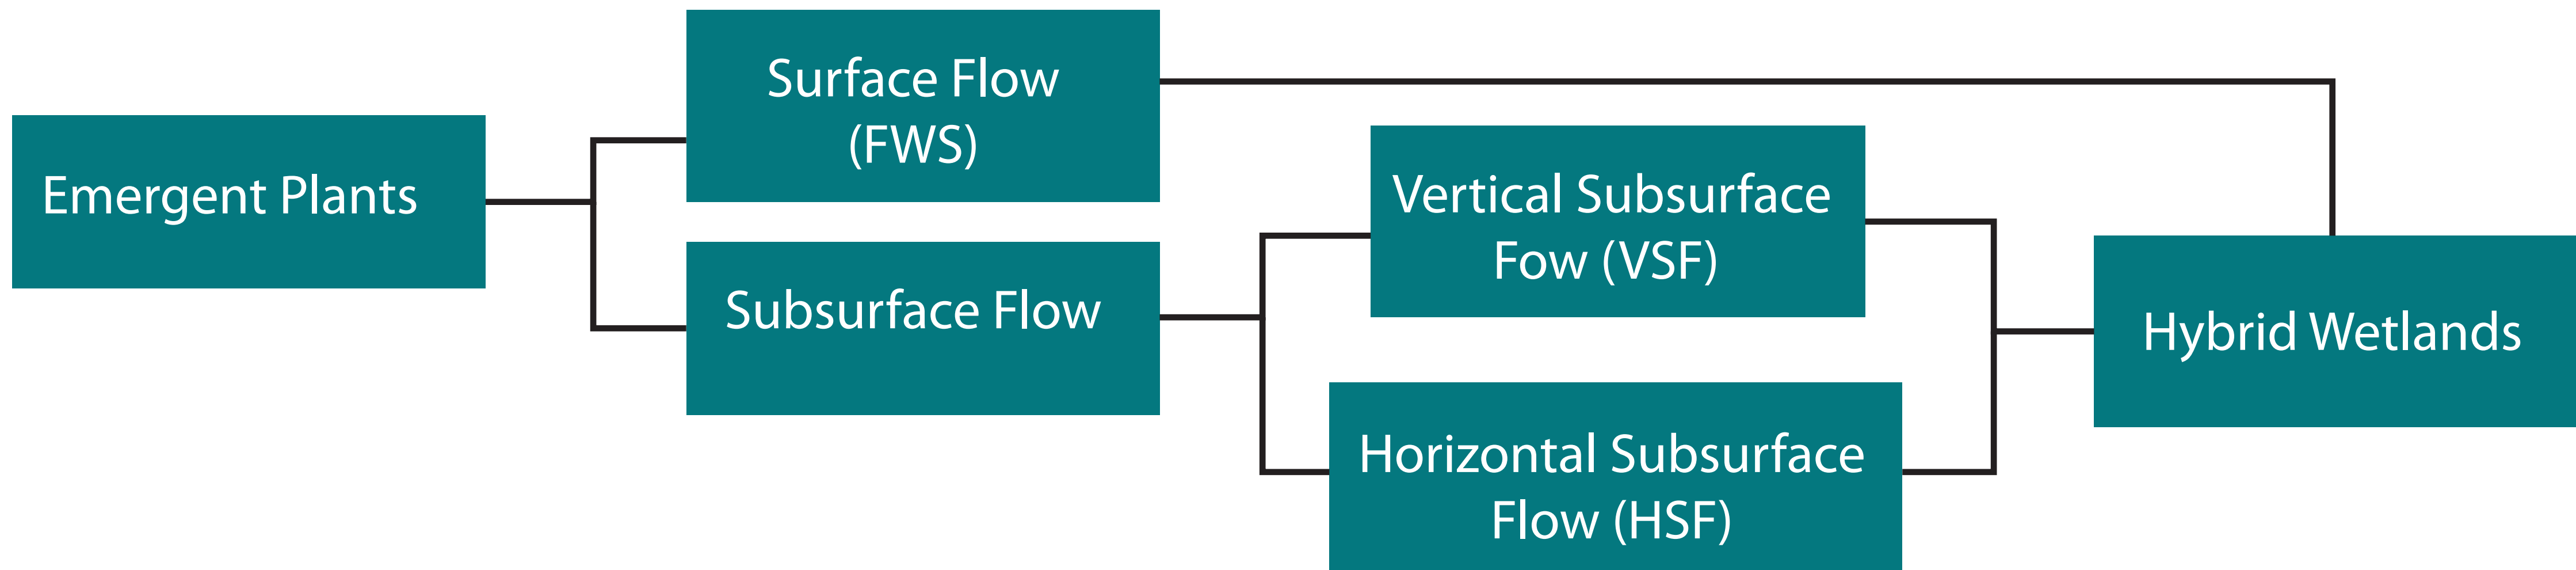 Emergent Plants
Surface Flow
(FWS)
Subsurface Flow
Vertical Subsurface
Fow (VSF)
Horizontal Subsurface
Flow (HSF)
Hybrid Wetlands